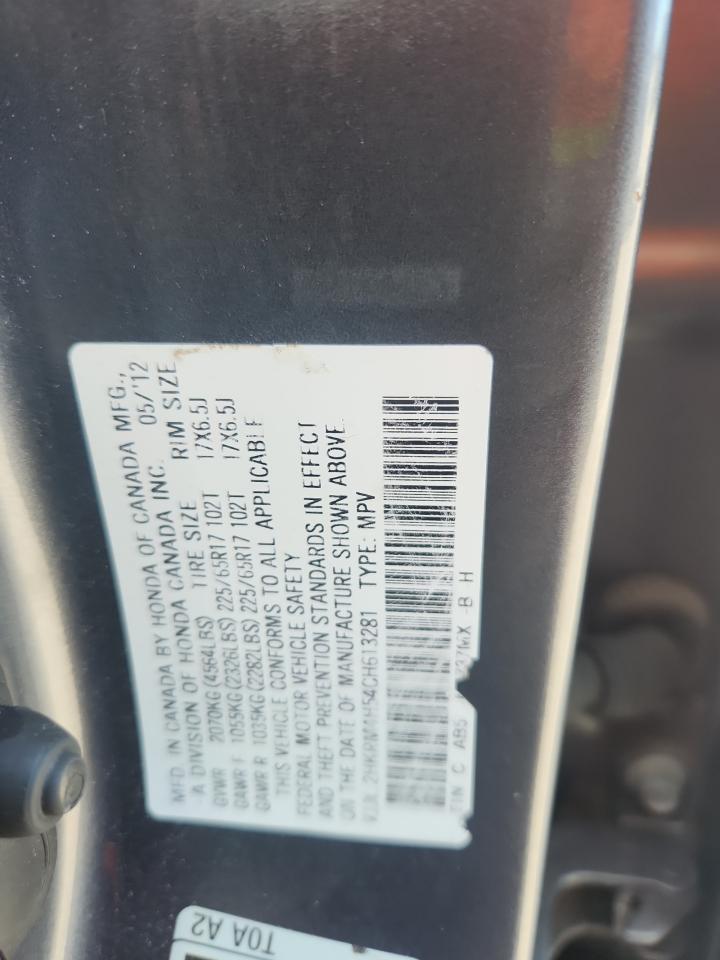 MFD. IN CANADA BY HONDA OF CANADA MFG.,
A DIVISION OF HONDA CANADA INC. 05/'12
TIRE SIZE RIM SIZE
GVWR 2070KG(4564LBS)
GAWR F 1055KG(2326LBS) 225/65R17 102T 17X6.5J
GAWR R 1035KG(2282LBS) 225/65R17 102T 17X6.5J
THIS VEHICLE CONFORMS TO ALL APPLICABLE
FEDERAL MOTOR VEHICLE SAFETY
AND THEFT PREVENTION STANDARDS IN EFFECT
ON THE DATE OF MANUFACTURE SHOWN ABOVE.
V.I.N. 2HKRM4H54CH613281 TYPE: MPV
C AB5 B H
TOA A2